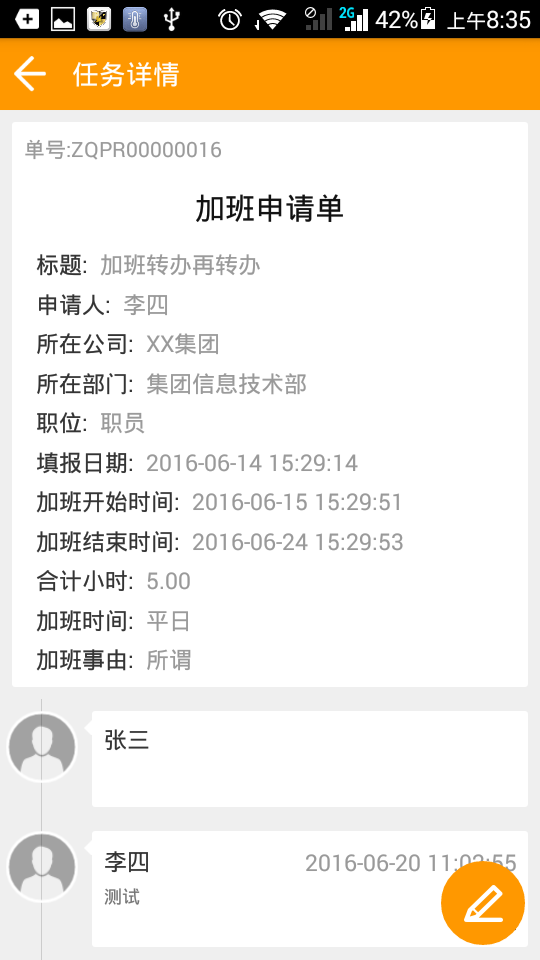 2G 42% 上午8:35
任务详情
单号:ZQPR00000016
加班申请单
标题: 加班转办再转办
申请人: 李四
所在公司: XX集团
所在部门: 集团信息技术部
职位: 职员
填报日期: 2016-06-14 15:29:14
加班开始时间: 2016-06-15 15:29:51
加班结束时间: 2016-06-24 15:29:53
合计小时: 5.00
加班时间: 平日
加班事由: 所谓
张三
李四 2016-06-20 11:02:55
测试